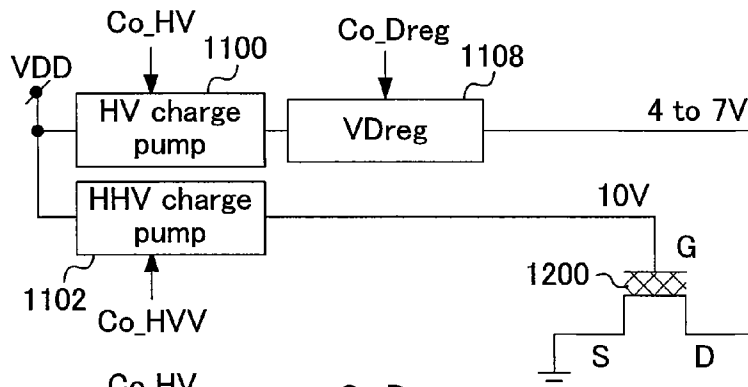 Co_HV
1100
Co_Dreg
1108
VDD
HV charge
pump
VDreg
4 to 7V
HHV charge
pump
10V
G
1200
1102
Co_HVV
S
D
Co_HV